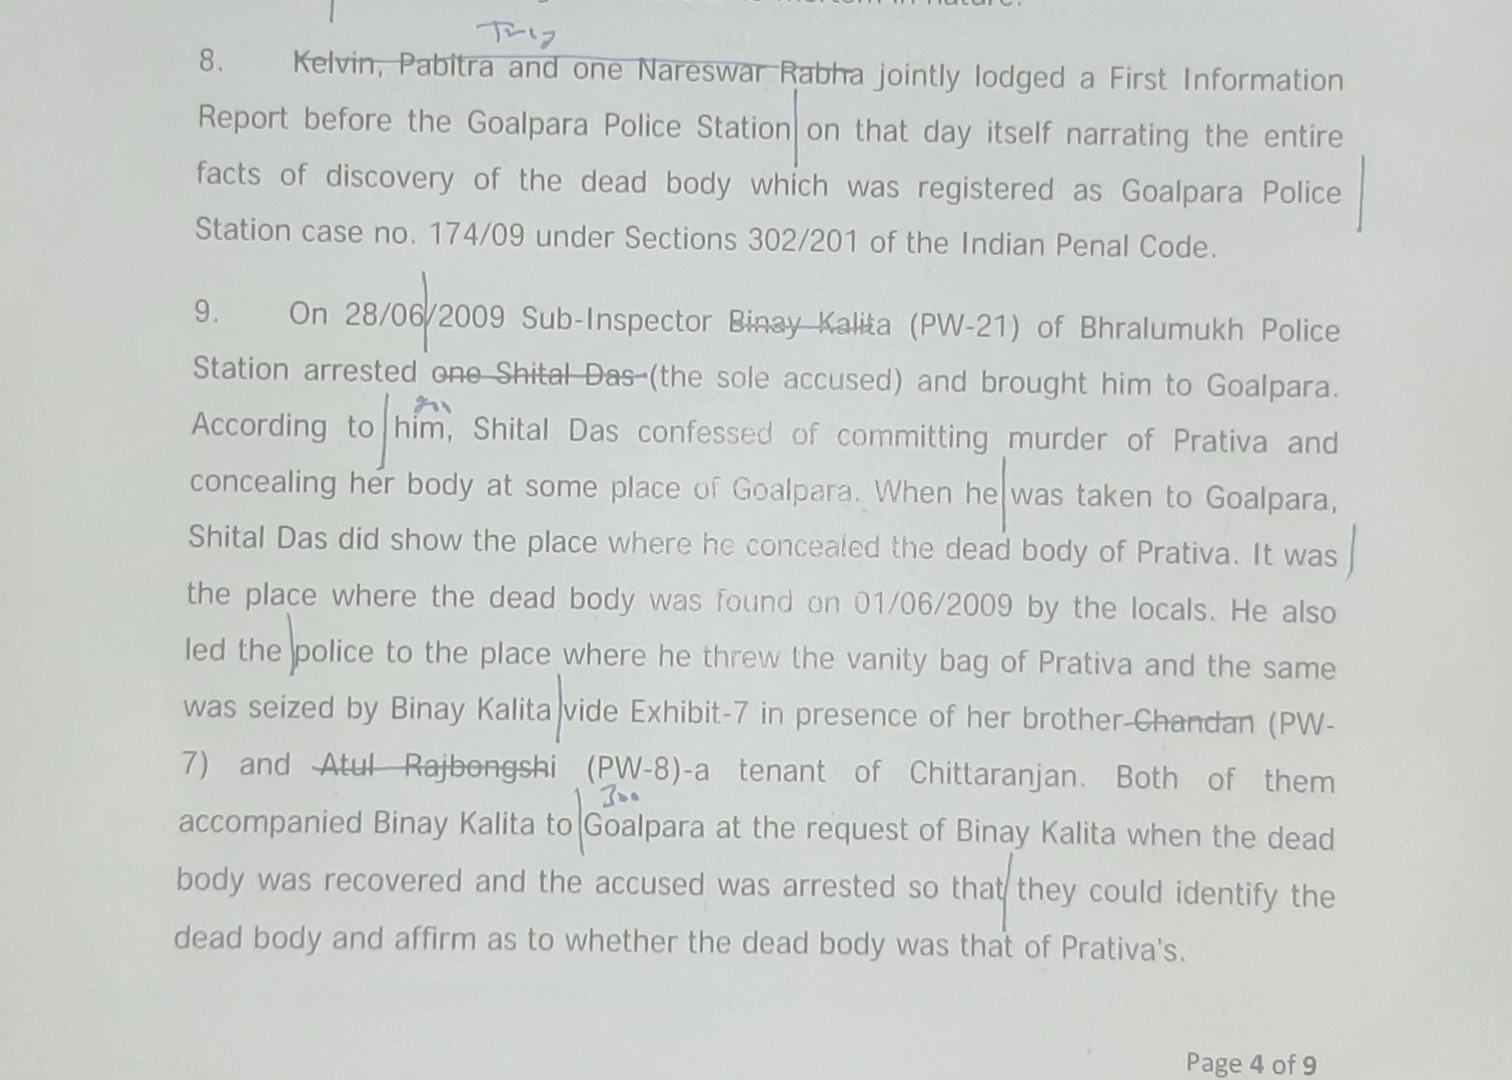 8. Kelvin, Pabitra and one Nareswar Rabha jointly lodged a First Information
Report before the Goalpara Police Station on that day itself narrating the entire
facts of discovery of the dead body which was registered as Goalpara Police
Station case no. 174/09 under Sections 302/201 of the Indian Penal Code.
9. On 28/06/2009 Sub-Inspector Binay Kalita (PW-21) of Bhralumukh Police
Station arrested one Shital Das (the sole accused) and brought him to Goalpara.
According to him, Shital Das confessed of committing murder of Prativa and
concealing her body at some place of Goalpara. When he was taken to Goalpara,
Shital Das did show the place where he concealed the dead body of Prativa. It was
the place where the dead body was found on 01/06/2009 by the locals. He also
led the police to the place where he threw the vanity bag of Prativa and the same
was seized by Binay Kalita vide Exhibit-7 in presence of her brother Chandan (PW-
7) and Atul Rajbongshi (PW-8)-a tenant of Chittaranjan. Both of them
300
accompanied Binay Kalita to Goalpara at the request of Binay Kalita when the dead
body was recovered and the accused was arrested so that they could identify the
dead body and affirm as to whether the dead body was that of Prativa's.
Page 4 of 9